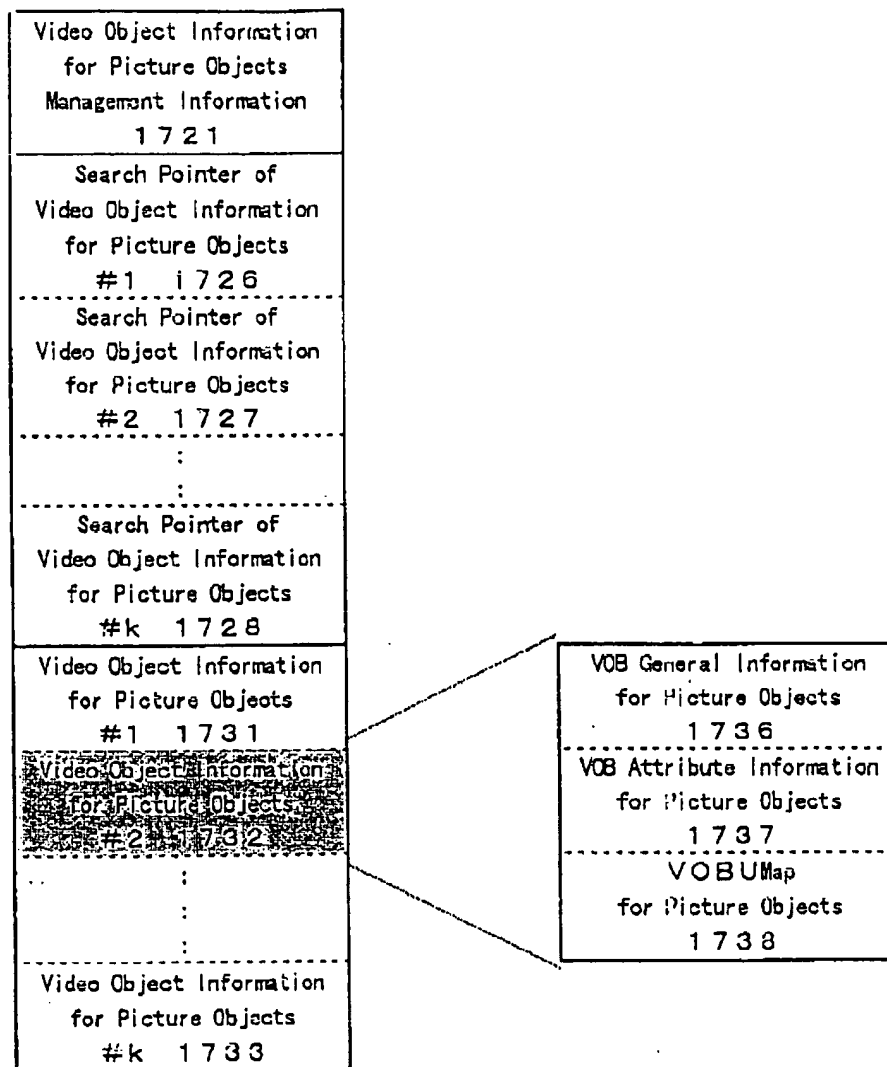 Video Object Information
for Picture Objects
Management Information
1721
Search Pointer of
Video Object Information
for Picture Objects
#1 1726
Search Pointer of
Video Object Information
for Picture Objects
#2 1727
:
:
Search Pointer of
Video Object Information
for Picture Objects
#k 1728
Video Object Information
for Picture Objects
#1 1731
Video Object Information
for Picture Objects
#2 1732
:
:
:
Video Object Information
for Picture Objects
#k 1733
VOB General Information
for Picture Objects
1736
VOB Attribute Information
for Picture Objects
1737
VOBUMap
for Picture Objects
1738